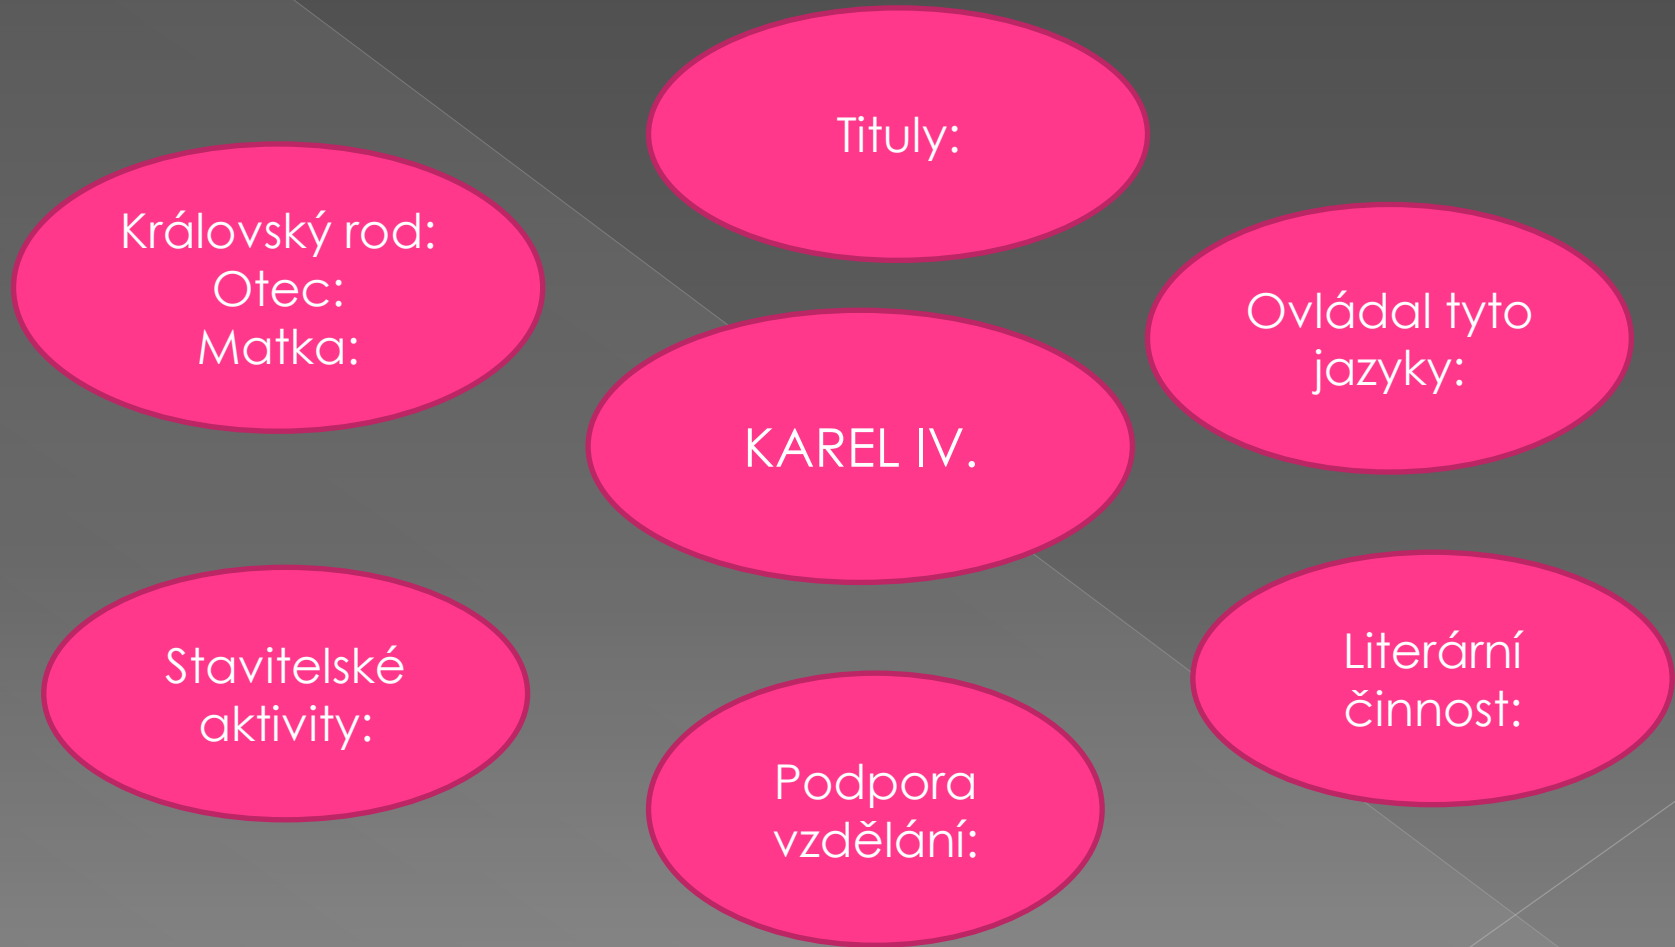 Tituly:
Královský rod:
Otec:
Matka:
Ovládal tyto
jazyky:
KAREL IV.
Stavitelské
aktivity:
Literární
činnost:
Podpora
vzdělání: